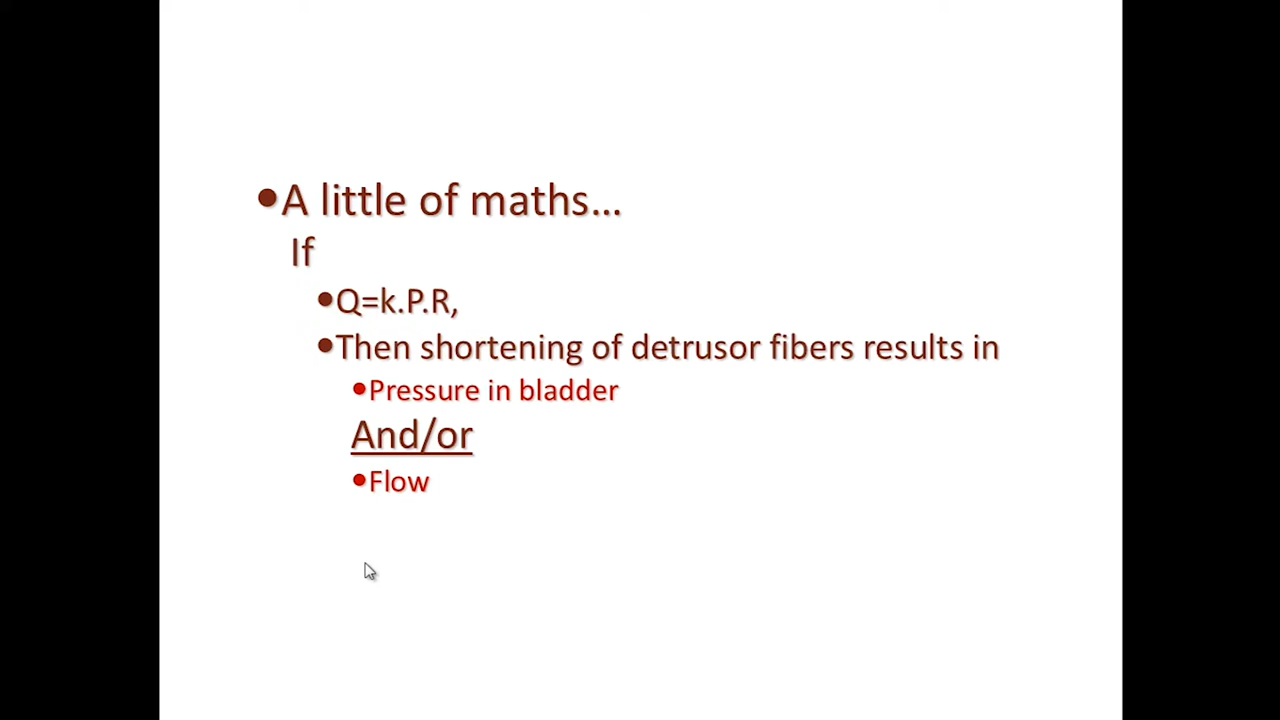 •A little of maths…
If
•Q=k.P.R,
•Then shortening of detrusor fibers results in
•Pressure in bladder
And/or
•Flow